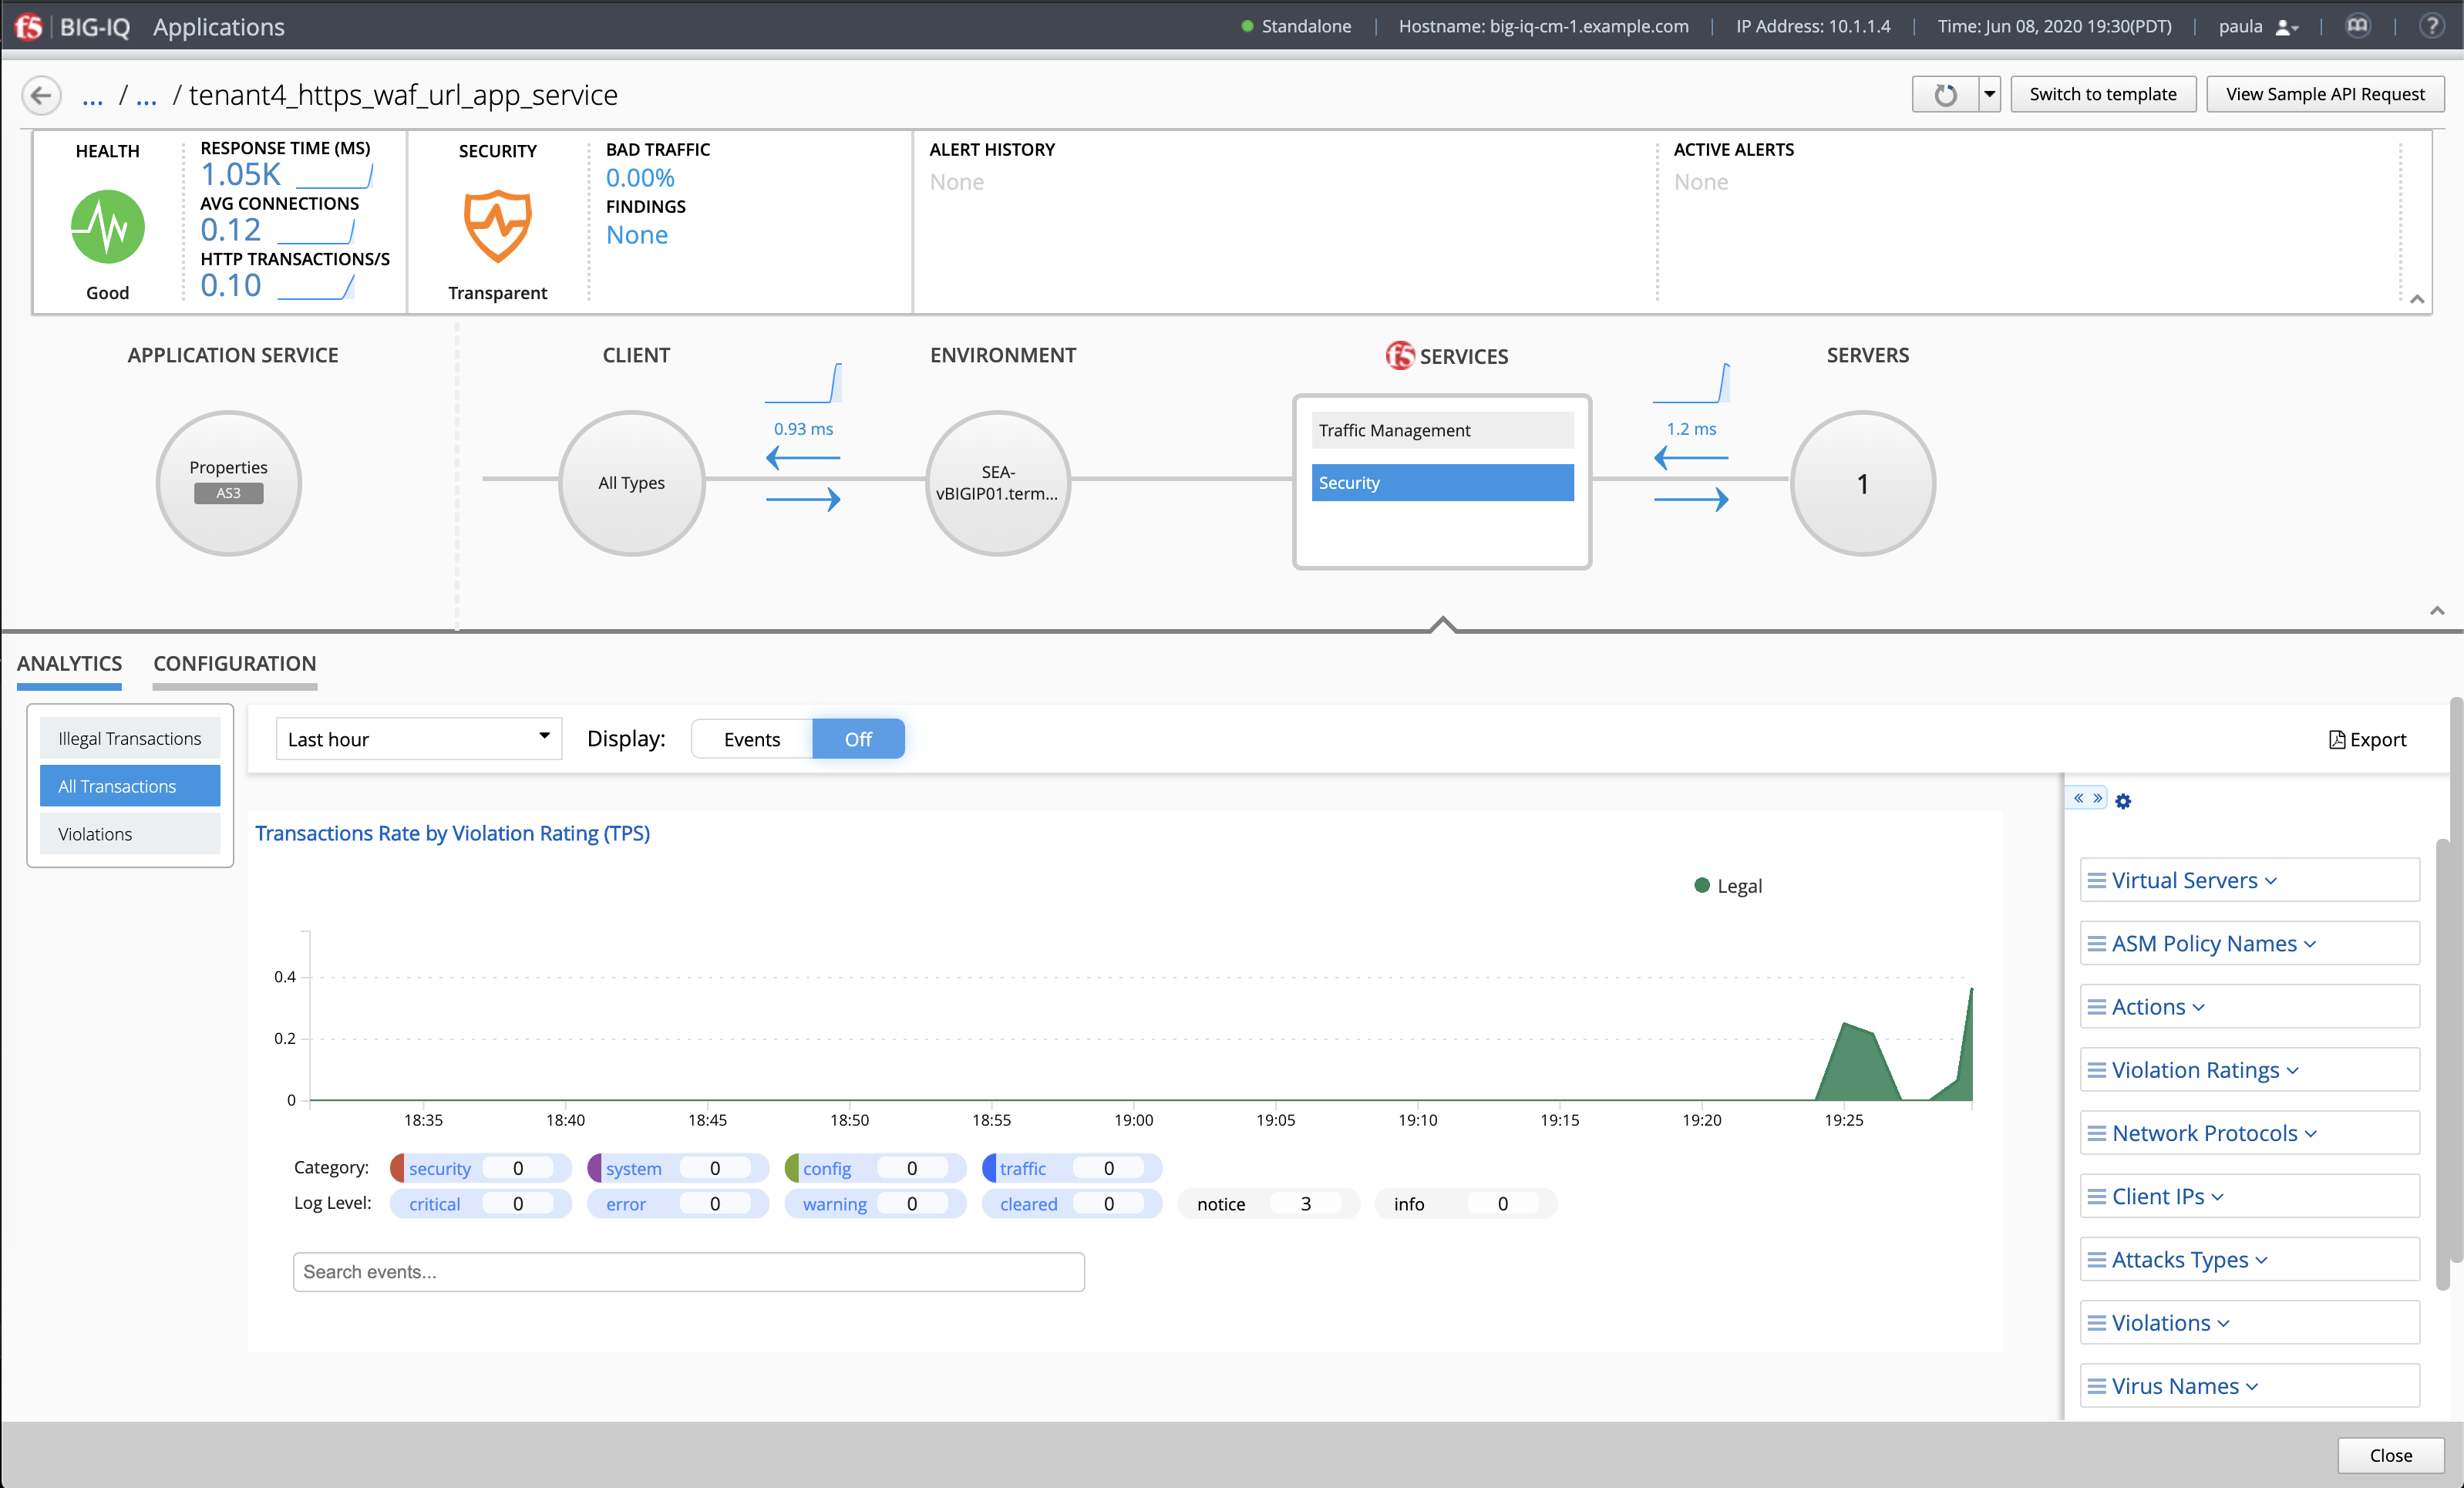 f5 BIG-IQ Applications
Standalone Hostname: big-iq-cm-1.example.com IP Address: 10.1.1.4 Time: Jun 08, 2020 19:30(PDT) paula ?
... / ... / tenant4_https_waf_url_app_service
Switch to template View Sample API Request
HEALTH
Good
RESPONSE TIME (MS)
1.05K
AVG CONNECTIONS
0.12
HTTP TRANSACTIONS/S
0.10
SECURITY
Transparent
BAD TRAFFIC
0.00%
FINDINGS
None
ALERT HISTORY
None
ACTIVE ALERTS
None
APPLICATION SERVICE
Properties
AS3
CLIENT
All Types
0.93 ms
ENVIRONMENT
SEA-
vBIGIP01.term...
f5 SERVICES
Traffic Management
Security
1.2 ms
SERVERS
1
ANALYTICS CONFIGURATION
Illegal Transactions
All Transactions
Violations
Last hour Display: Events Off Export
Transactions Rate by Violation Rating (TPS)
Legal
0.4
0.2
0
18:35 18:40 18:45 18:50 18:55 19:00 19:05 19:10 19:15 19:20 19:25
Category: security 0 system 0 config 0 traffic 0
Log Level: critical 0 error 0 warning 0 cleared 0 notice 3 info 0
Search events...
Virtual Servers
ASM Policy Names
Actions
Violation Ratings
Network Protocols
Client IPs
Attacks Types
Violations
Virus Names
Close